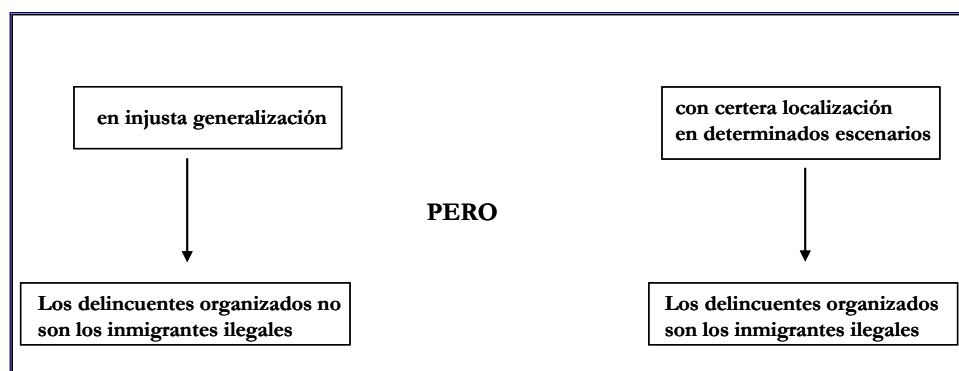 en injusta generalización
con certera localización
en determinados escenarios
PERO
Los delincuentes organizados no
son los inmigrantes ilegales
Los delincuentes organizados
son los inmigrantes ilegales